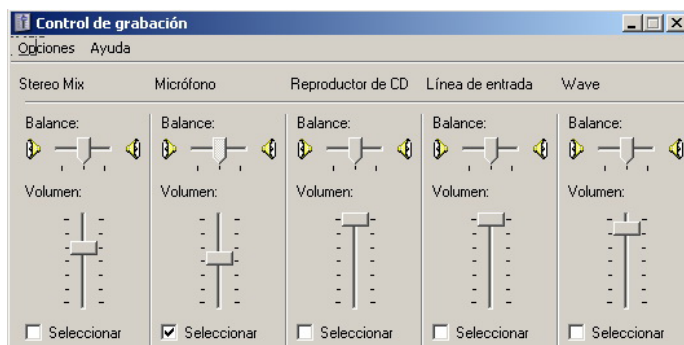 Control de grabación
Opciones Ayuda
Stereo Mix Micrófono Reproductor de CD Línea de entrada Wave
Balance: Balance: Balance: Balance: Balance:
Volumen: Volumen: Volumen: Volumen: Volumen:
Seleccionar Seleccionar Seleccionar Seleccionar Seleccionar